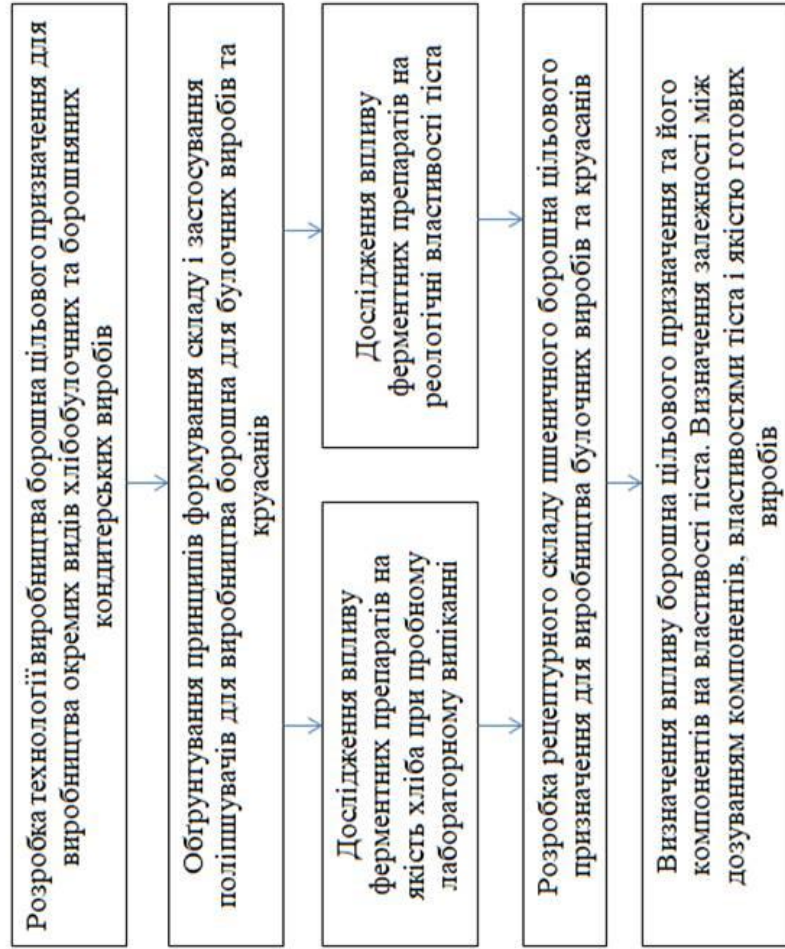 Розробка технології виробництва борошна цільового призначення для
виробництва окремих видів хлібобулочних та борошняних
кондитерських виробів
Обґрунтування принципів формування складу і застосування
поліпшувачів для виробництва борошна для булочних виробів та
круасанів
Дослідження впливу
ферментних препаратів на
якість хліба при пробному
лабораторному випіканні
Дослідження впливу
ферментних препаратів на
реологічні властивості тіста
Розробка рецептурного складу пшеничного борошна цільового
призначення для виробництва булочних виробів та круасанів
Визначення впливу борошна цільового призначення та його
компонентів на властивості тіста. Визначення залежності між
дозуванням компонентів, властивостями тіста і якістю готових
виробів